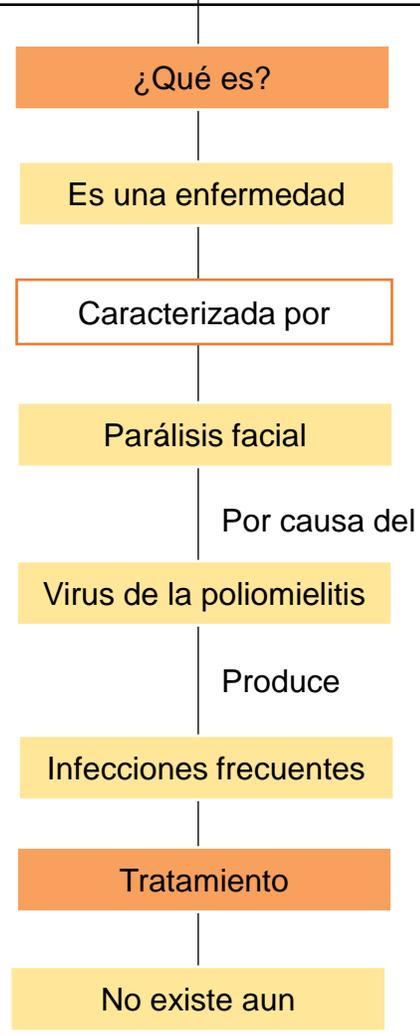 ¿Qué es?
Es una enfermedad
Caracterizada por
Parálisis facial
Por causa del
Virus de la poliomielitis
Produce
Infecciones frecuentes
Tratamiento
No existe aun